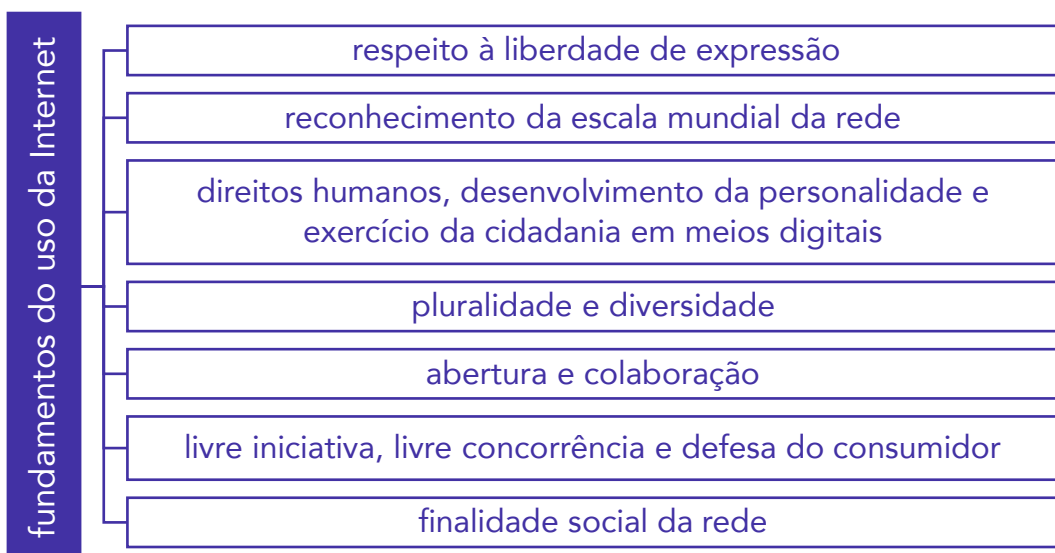 fundamentos do uso da Internet
respeito à liberdade de expressão
reconhecimento da escala mundial da rede
direitos humanos, desenvolvimento da personalidade e
exercício da cidadania em meios digitais
pluralidade e diversidade
abertura e colaboração
livre iniciativa, livre concorrência e defesa do consumidor
finalidade social da rede